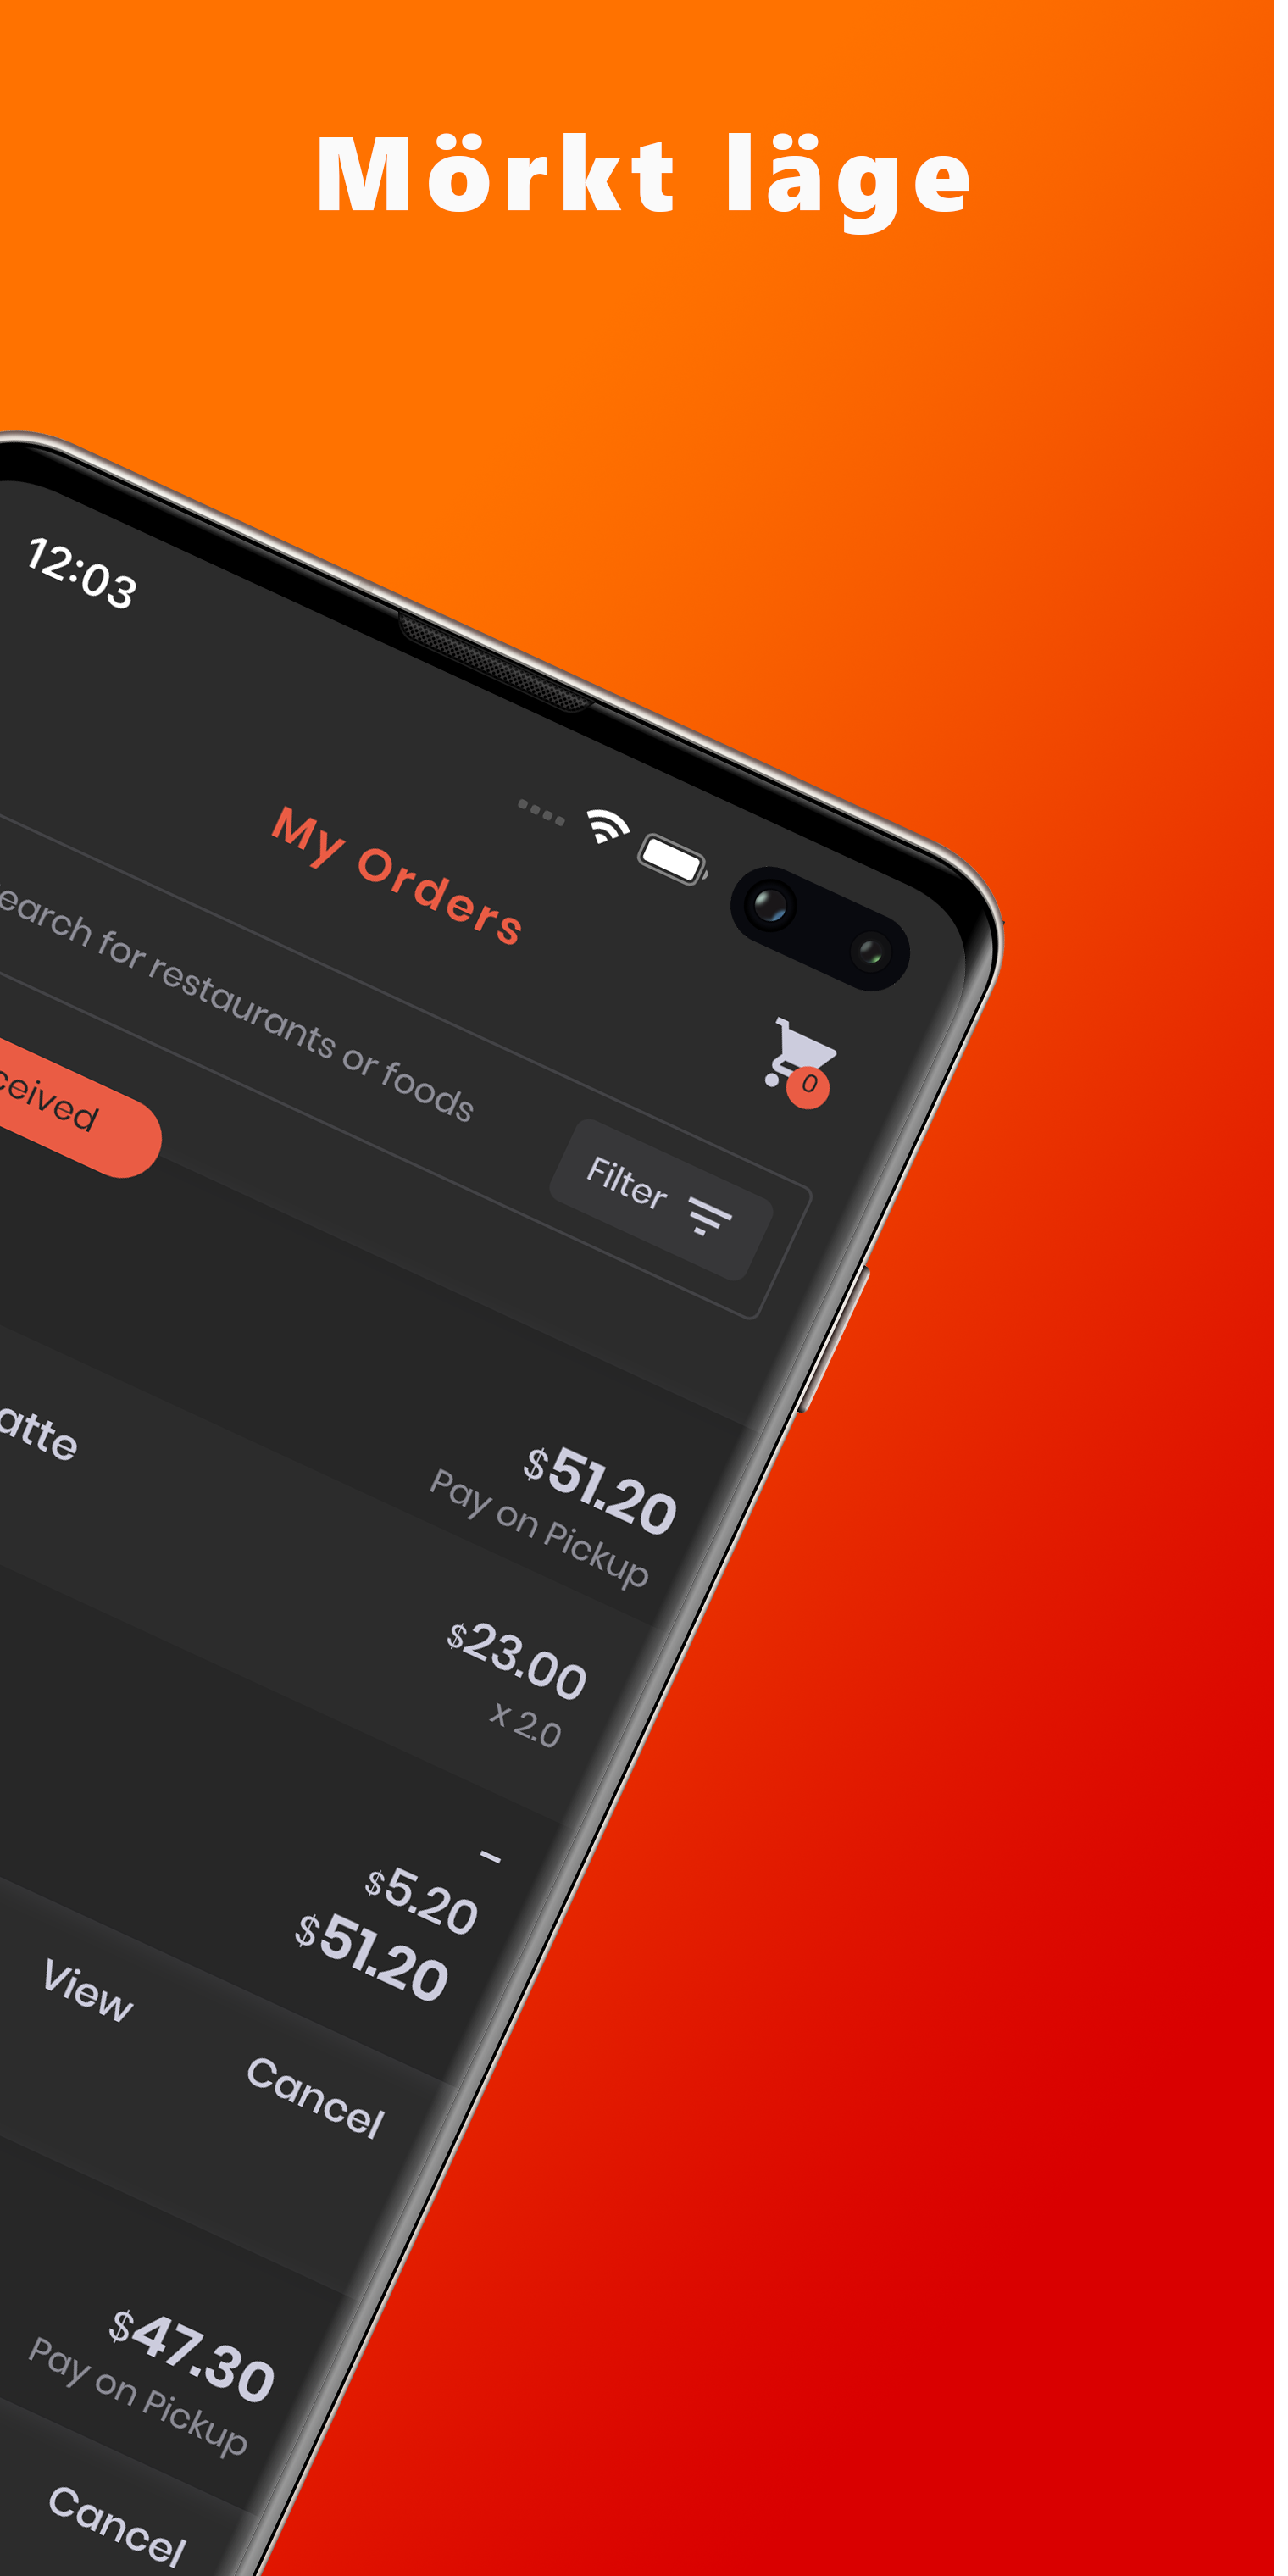 Mörkt läge
12:03
My Orders
earch for restaurants or foods
Filter
0
ceived
$51.20
Pay on Pickup
atte
$23.00
x 2.0
-
$5.20
$51.20
View
Cancel
$47.30
Pay on Pickup
Cancel